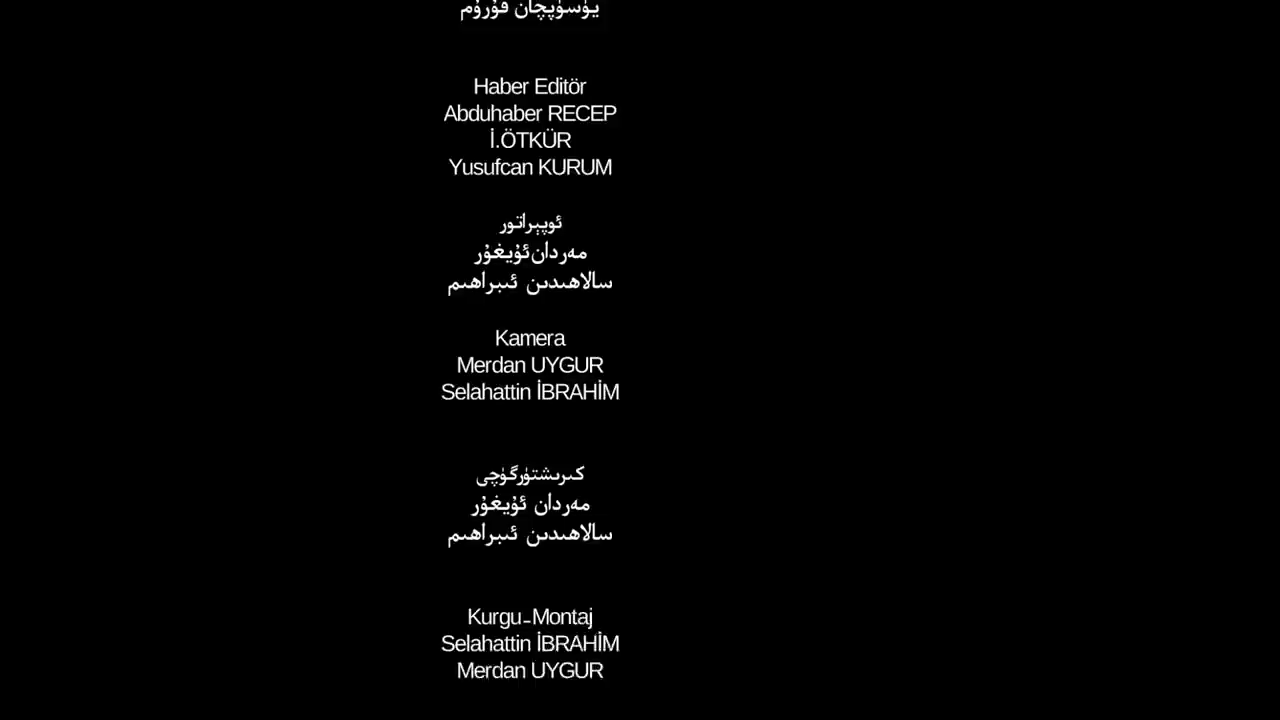 يۈسۈپچان قۇرۇم
Haber Editör
Abduhaber RECEP
İ.ÖTKÜR
Yusufcan KURUM
ئوپېراتور
مەردان ئۇيغۇر
سالاھىدىن ئىبراھىم
Kamera
Merdan UYGUR
Selahattin İBRAHİM
كىرىشتۈرگۈچى
مەردان ئۇيغۇر
سالاھىدىن ئىبراھىم
Kurgu-Montaj
Selahattin İBRAHİM
Merdan UYGUR